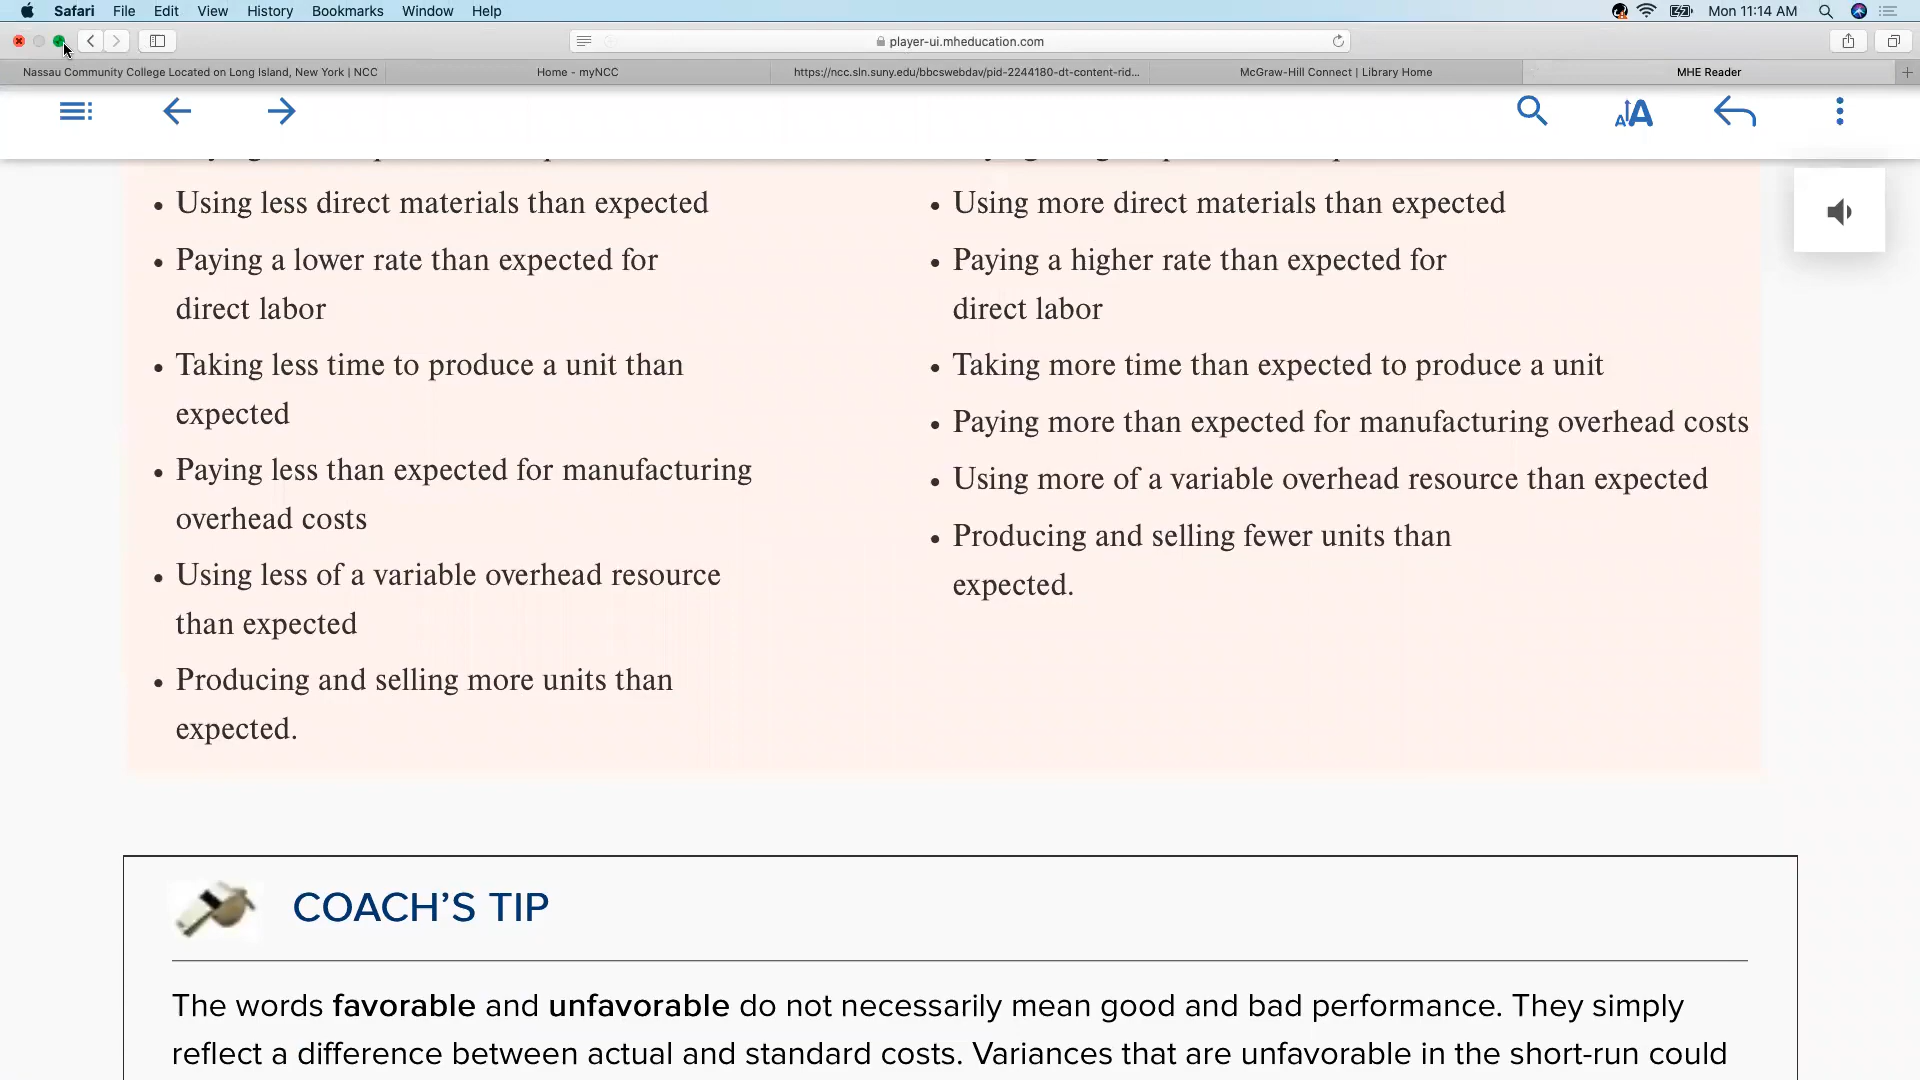 Safari File Edit View History Bookmarks Window Help Mon 11:14 AM
player-ui.mheducation.com
Nassau Community College Located on Long Island, New York | NCC
Home - myNCC
https://ncc.sln.suny.edu/bbcswebdav/pid-2244180-dt-content-rid...
McGraw-Hill Connect | Library Home
MHE Reader
AA
• Using less direct materials than expected
• Paying a lower rate than expected for
direct labor
• Taking less time to produce a unit than
expected
• Paying less than expected for manufacturing
overhead costs
• Using less of a variable overhead resource
than expected
• Producing and selling more units than
expected.
• Using more direct materials than expected
• Paying a higher rate than expected for
direct labor
• Taking more time than expected to produce a unit
• Paying more than expected for manufacturing overhead costs
• Using more of a variable overhead resource than expected
• Producing and selling fewer units than
expected.
COACH'S TIP
The words favorable and unfavorable do not necessarily mean good and bad performance. They simply
reflect a difference between actual and standard costs. Variances that are unfavorable in the short-run could